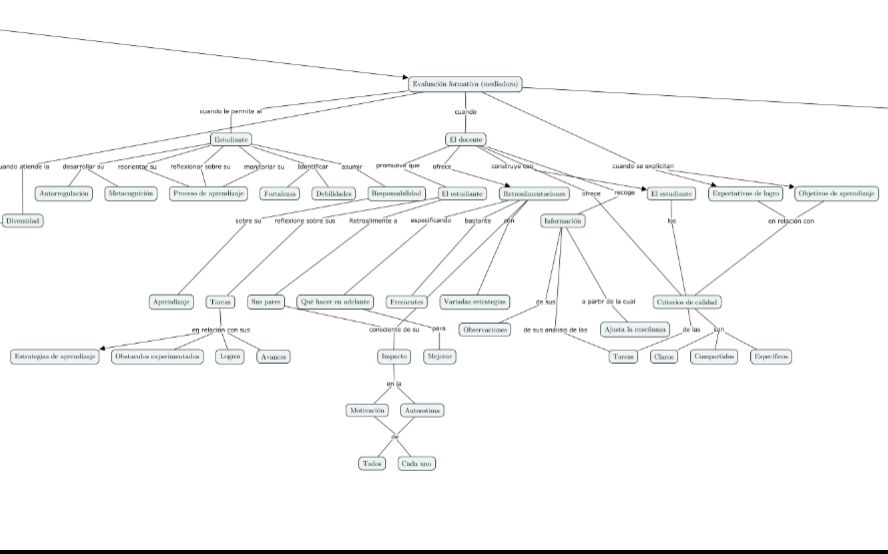 Evaluación formativa (mediadora)
cuando le permite al
cuando
Estudiante
El docente
uando atiende la
desarrollar su
reorientar su
reflexionar sobre su
monitoriar su
Identificar
asumir
promueve que
ofrece
construye con
cuando se explicitan
Autorregulación
Metacognición
Proceso de aprendizaje
Fortalezas
Debilidades
Responsabilidad
El estudiante
Retroalimentaciones
ofrece
recoge
El estudiante
Expectativas de logro
Objetivos de aprendizaje
Diversidad
sobre su
reflexione sobre sus
Retroalimente a
especificando
bastante
con
Información
los
en relación con
Aprendizaje
Tareas
Sus pares
Qué hacer en adelante
Frecuentes
Variadas estrategias
de sus
a partir de la cual
Criterios de calidad
en relación con sus
consciente de su
para
Observaciones
de sus análisis de las
Ajusta la enseñanza
de las
son
Estrategias de aprendizaje
Obstáculos experimentados
Logros
Avances
Impacto
Mejorar
Tareas
Claros
Compartidos
Específicos
en la
Motivación
Autoestima
de
Todos
Cada uno